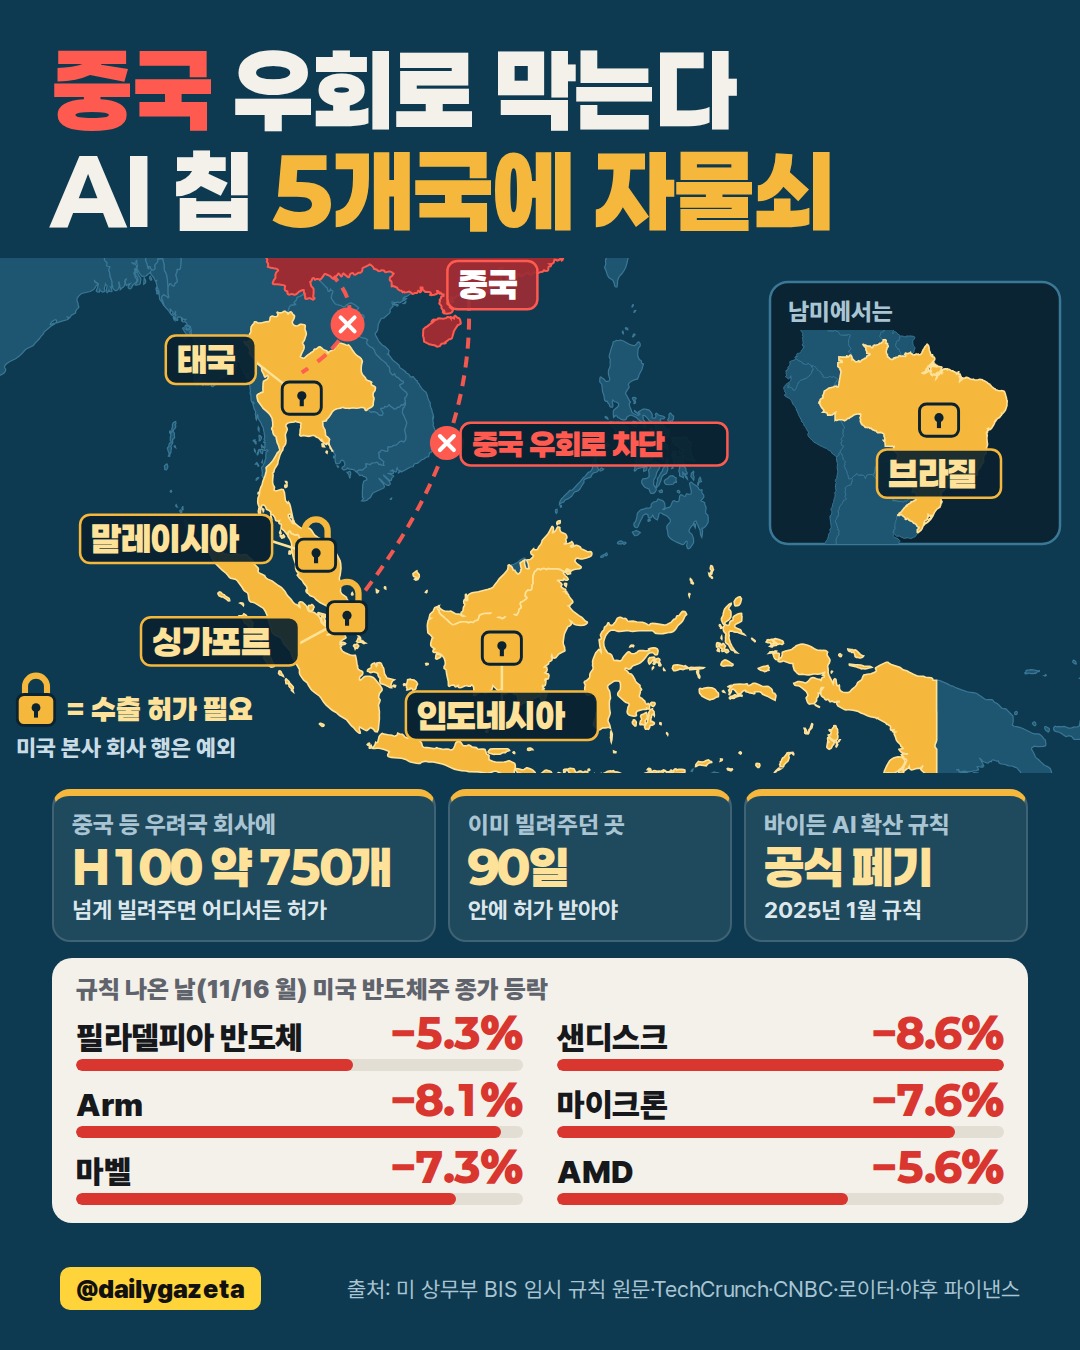 중국 우회로 막는다
AI 칩 5개국에 자물쇠
중국
남미에서는
태국
중국 우회로 차단
브라질
말레이시아
싱가포르
인도네시아
= 수출 허가 필요
미국 본사 회사 행은 예외
중국 등 우려국 회사에
H100 약 750개
넘게 빌려주면 어디서든 허가
이미 빌려주던 곳
90일
안에 허가 받아야
바이든 AI 확산 규칙
공식 폐기
2025년 1월 규칙
규칙 나온 날(11/16 월) 미국 반도체주 종가 등락
필라델피아 반도체 −5.3%
샌디스크 −8.6%
Arm −8.1%
마이크론 −7.6%
마벨 −7.3%
AMD −5.6%
@dailygazeta
출처: 미 상무부 BIS 임시 규칙 원문·TechCrunch·CNBC·로이터·야후 파이낸스